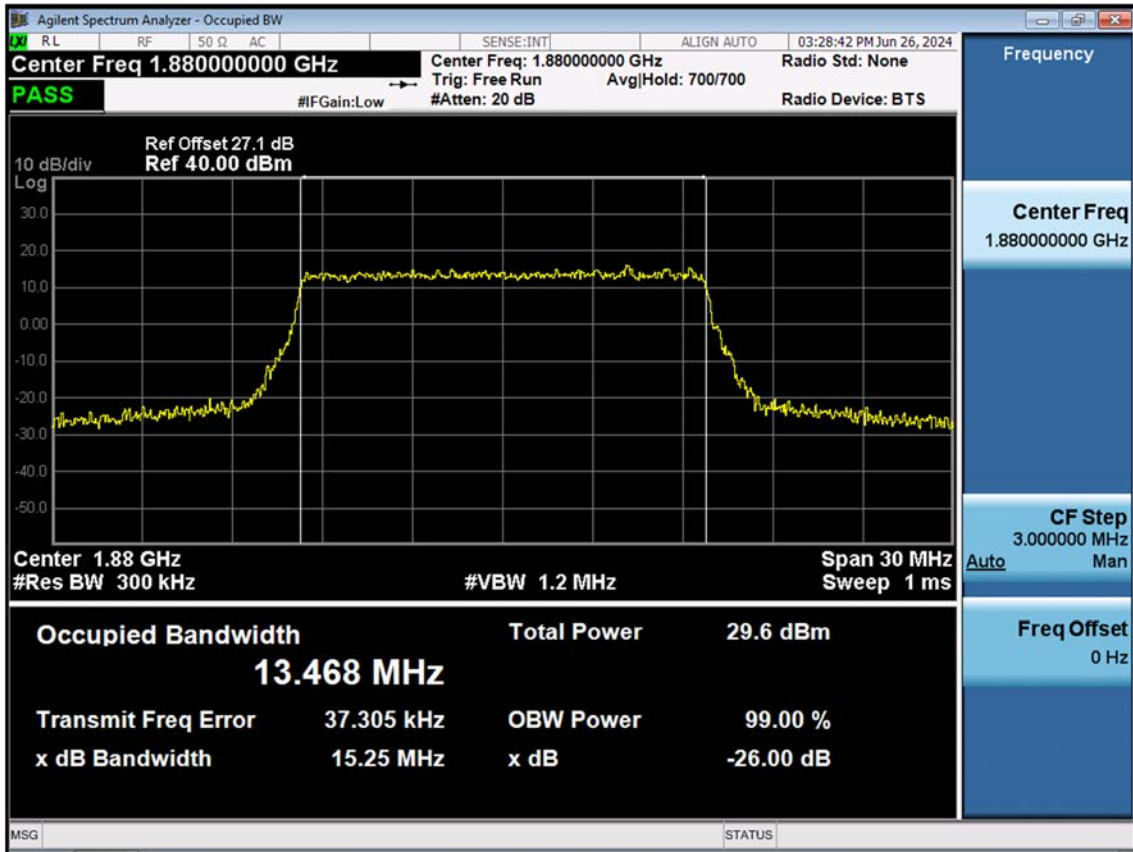 Agilent Spectrum Analyzer - Occupied BW
LXI RL RF 50 Ω AC SENSE:INT ALIGN AUTO 03:28:42 PM Jun 26, 2024
Center Freq 1.880000000 GHz
PASS
#IFGain:Low
Center Freq: 1.880000000 GHz
Trig: Free Run Avg|Hold: 700/700
#Atten: 20 dB
Radio Std: None
Radio Device: BTS
Ref Offset 27.1 dB
10 dB/div Ref 40.00 dBm
Log
30.0
20.0
10.0
0.00
-10.0
-20.0
-30.0
-40.0
-50.0
Center 1.88 GHz Span 30 MHz
#Res BW 300 kHz #VBW 1.2 MHz Sweep 1 ms
Occupied Bandwidth Total Power 29.6 dBm
13.468 MHz
Transmit Freq Error 37.305 kHz OBW Power 99.00 %
x dB Bandwidth 15.25 MHz x dB -26.00 dB
MSG STATUS
Frequency
Center Freq
1.880000000 GHz
CF Step
3.000000 MHz
Auto Man
Freq Offset
0 Hz